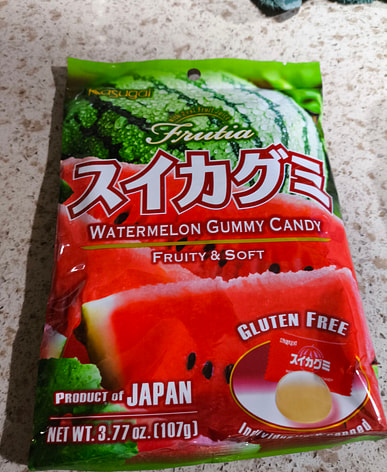 Kasugai
Frutia
スイカグミ
WATERMELON GUMMY CANDY
FRUITY & SOFT
GLUTEN FREE
スイカグミ
PRODUCT of JAPAN
NET WT. 3.77 OZ. (107g)